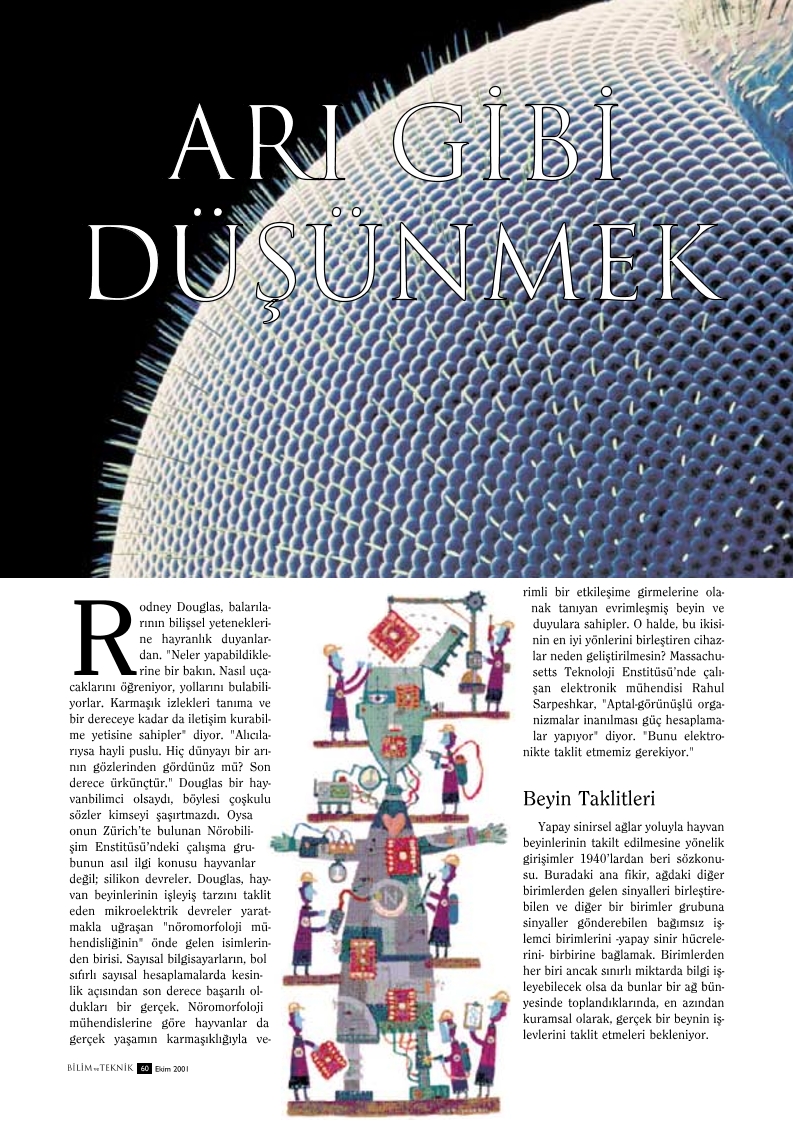 ARI GİBİ
DÜŞÜNMEK
Rodney Douglas, balarıla-
rının bilişsel yetenekleri-
ne hayranlık duyanlar-
dan. "Neler yapabildikle-
rine bir bakın. Nasıl uça-
caklarını öğreniyor, yollarını bulabili-
yorlar. Karmaşık izlekleri tanıma ve
bir dereceye kadar da iletişim kurabil-
me yetisine sahipler" diyor. "Alıcıla-
rıysa hayli puslu. Hiç dünyayı bir arı-
nın gözlerinden gördünüz mü? Son
derece ürkünçtür." Douglas bir hay-
vanbilimci olsaydı, böylesi çoşkulu
sözler kimseyi şaşırtmazdı. Oysa
onun Zürich'te bulunan Nörobili-
şim Enstitüsü'ndeki çalışma gru-
bunun asıl ilgi konusu hayvanlar
değil; silikon devreler. Douglas, hay-
van beyinlerinin işleyiş tarzını taklit
eden mikroelektrik devreler yarat-
makla uğraşan "nöromorfoloji mü-
hendisliğinin" önde gelen isimlerin-
den birisi. Sayısal bilgisayarların, bol
sıfırlı sayısal hesaplamalarda kesin-
lik açısından son derece başarılı ol-
dukları bir gerçek. Nöromorfoloji
mühendislerine göre hayvanlar da
gerçek yaşamın karmaşıklığıyla ve-
rimli bir etkileşime girmelerine ola-
nak tanıyan evrimleşmiş beyin ve
duyulara sahipler. O halde, bu ikisi-
nin en iyi yönlerini birleştiren cihaz-
lar neden geliştirilmesin? Massachu-
setts Teknoloji Enstitüsü'nde çalı-
şan elektronik mühendisi Rahul
Sarpeshkar, "Aptal-görünüşlü orga-
nizmalar inanılması güç hesaplama-
lar yapıyor" diyor. "Bunu elektro-
nikte taklit etmemiz gerekiyor."
Beyin Taklitleri
Yapay sinirsel ağlar yoluyla hayvan
beyinlerinin takilt edilmesine yönelik
girişimler 1940'lardan beri sözkonu-
su. Buradaki ana fikir, ağdaki diğer
birimlerden gelen sinyalleri birleştire-
bilen ve diğer bir birimler grubuna
sinyaller gönderebilen bağımsız iş-
lemci birimlerini -yapay sinir hücrele-
rini- birbirine bağlamak. Birimlerden
her biri ancak sınırlı miktarda bilgi iş-
leyebilecek olsa da bunlar bir ağ bün-
yesinde toplandıklarında, en azından
kuramsal olarak, gerçek bir beynin iş-
levlerini taklit etmeleri bekleniyor.
N
BİLİM ve TEKNİK 60 Ekim 2001